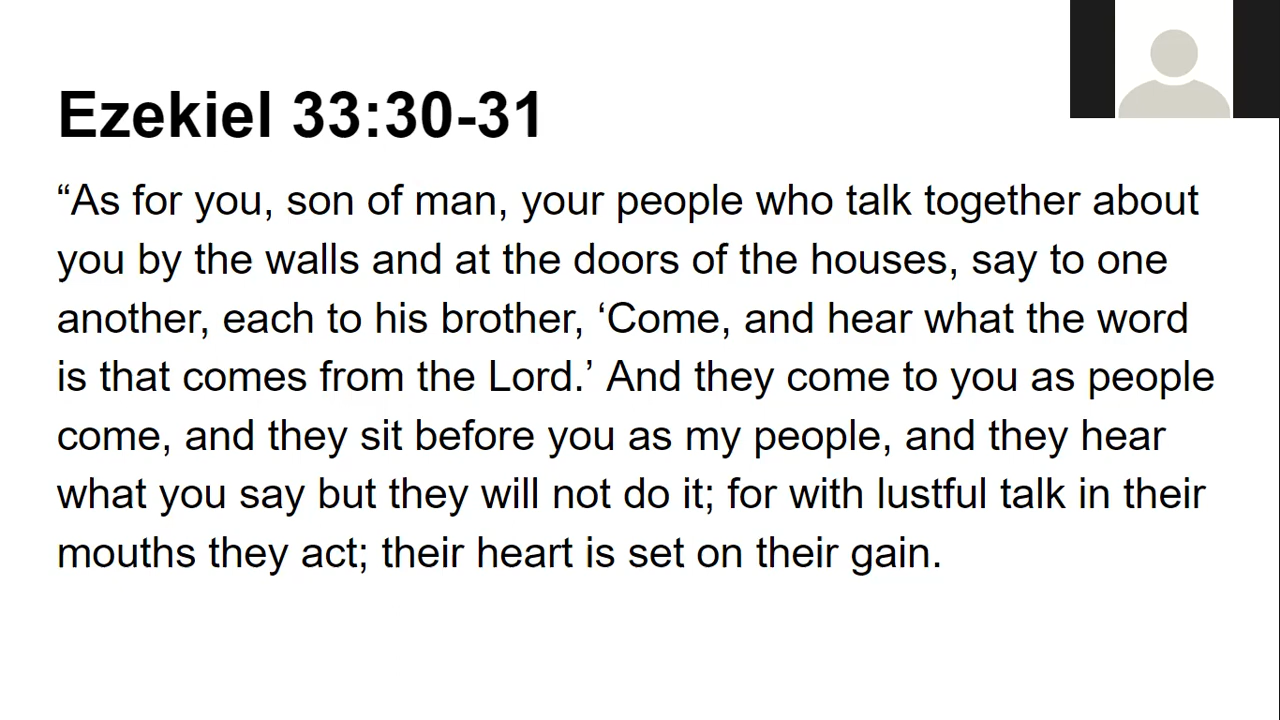 Ezekiel 33:30-31
“As for you, son of man, your people who talk together about
you by the walls and at the doors of the houses, say to one
another, each to his brother, ‘Come, and hear what the word
is that comes from the Lord.’ And they come to you as people
come, and they sit before you as my people, and they hear
what you say but they will not do it; for with lustful talk in their
mouths they act; their heart is set on their gain.